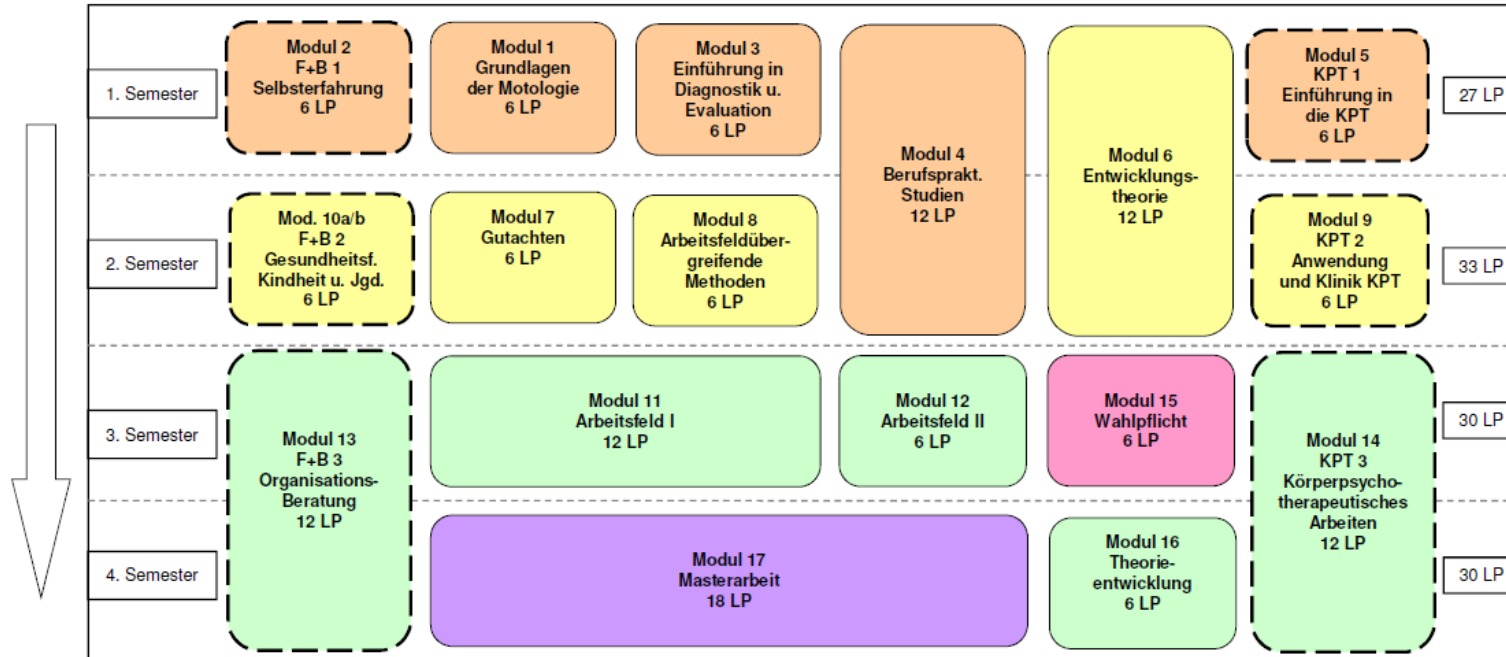 1. Semester
Modul 2
F+B 1
Selbsterfahrung
6 LP
Modul 1
Grundlagen
der Motologie
6 LP
Modul 3
Einführung in
Diagnostik u.
Evaluation
6 LP
Modul 4
Berufsprakt.
Studien
12 LP
Modul 6
Entwicklungs-
theorie
12 LP
Modul 5
KPT 1
Einführung in
die KPT
6 LP
27 LP
2. Semester
Mod. 10a/b
F+B 2
Gesundheitsf.
Kindheit u. Jgd.
6 LP
Modul 7
Gutachten
6 LP
Modul 8
Arbeitsfeldüber-
greifende
Methoden
6 LP
Modul 9
KPT 2
Anwendung
und Klinik KPT
6 LP
33 LP
3. Semester
Modul 13
F+B 3
Organisations-
Beratung
12 LP
Modul 11
Arbeitsfeld I
12 LP
Modul 12
Arbeitsfeld II
6 LP
Modul 15
Wahlpflicht
6 LP
Modul 14
KPT 3
Körperpsycho-
therapeutisches
Arbeiten
12 LP
30 LP
4. Semester
Modul 17
Masterarbeit
18 LP
Modul 16
Theorie-
entwicklung
6 LP
30 LP